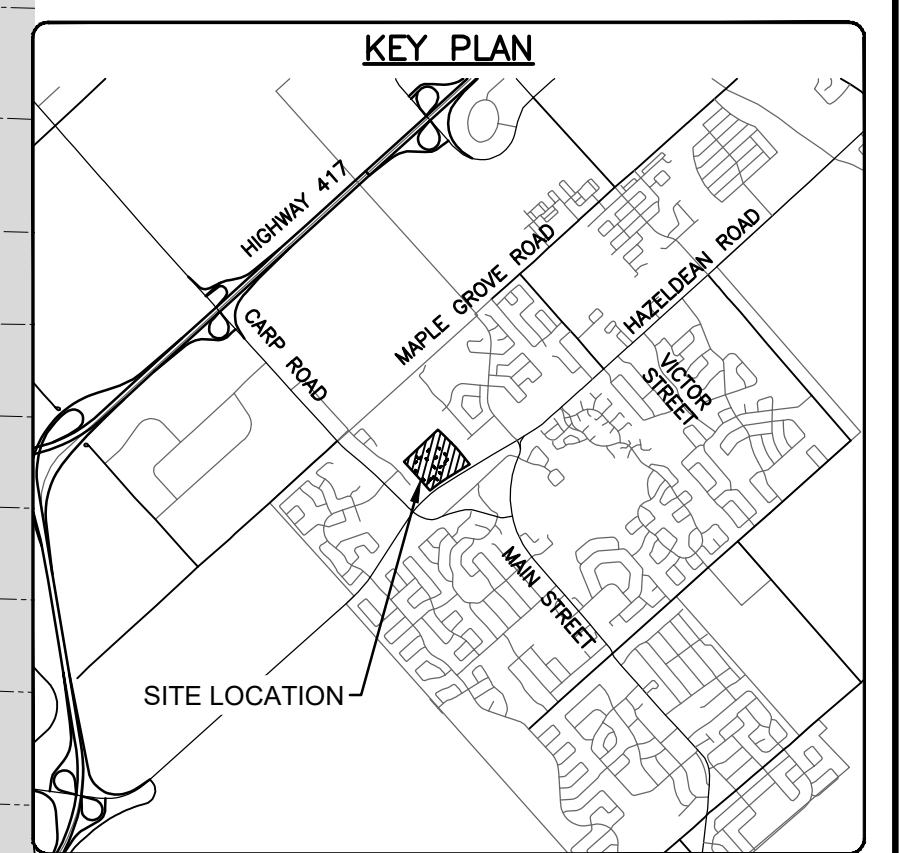 KEY PLAN
HIGHWAY 417
MAPLE GROVE ROAD
HAZELDEAN ROAD
CARP ROAD
VICTOR
STREET
MAIN STREET
SITE LOCATION